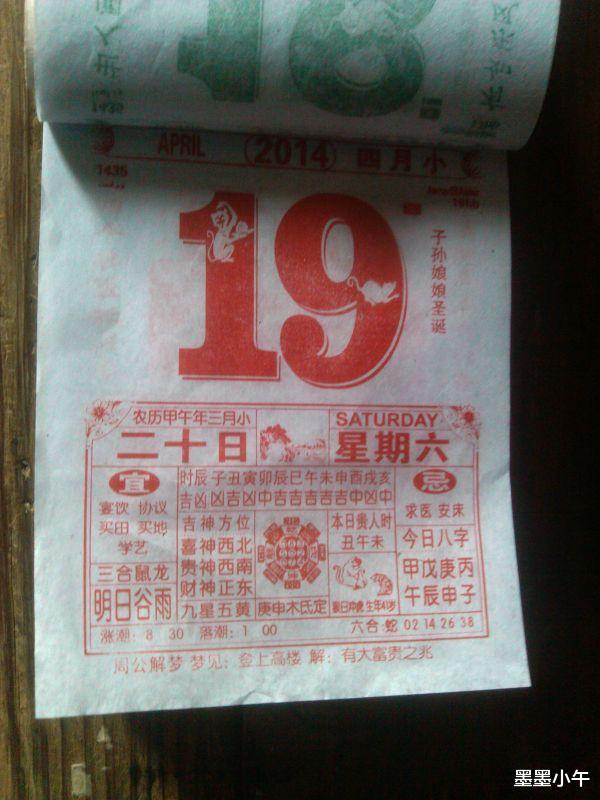 18
APRIL 2014 四月小
1435
19
子孙娘娘圣诞
农历甲午年三月小
二十日
SATURDAY
星期六
宜
宴饮 协议
买田 买地
学艺
三合鼠龙
明日谷雨
时辰 子丑寅卯辰巳午未申酉戌亥
吉凶 凶吉凶中吉吉吉吉吉中凶中
吉神方位
喜神西北
贵神西南
财神正东
九星五黄
庚申木氐定
本日贵人时
丑午未
忌
求医 安床
今日八字
甲戊庚丙
午辰申子
涨潮: 8 30 落潮: 1 00
六合·蛇 02 14 26 38
周公解梦 梦见: 登上高楼 解: 有大富贵之兆
墨墨小午